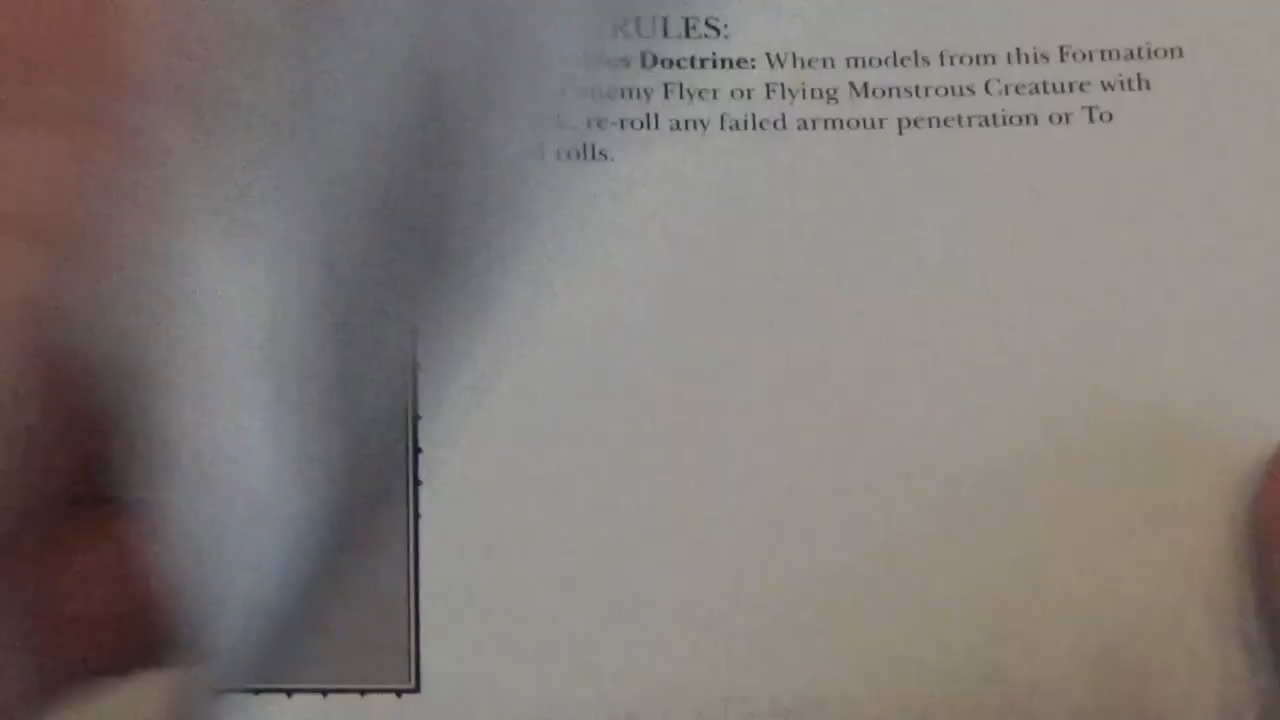 RULES:
Doctrine: When models from this Formation
enemy Flyer or Flying Monstrous Creature with
re-roll any failed armour penetration or To
rolls.